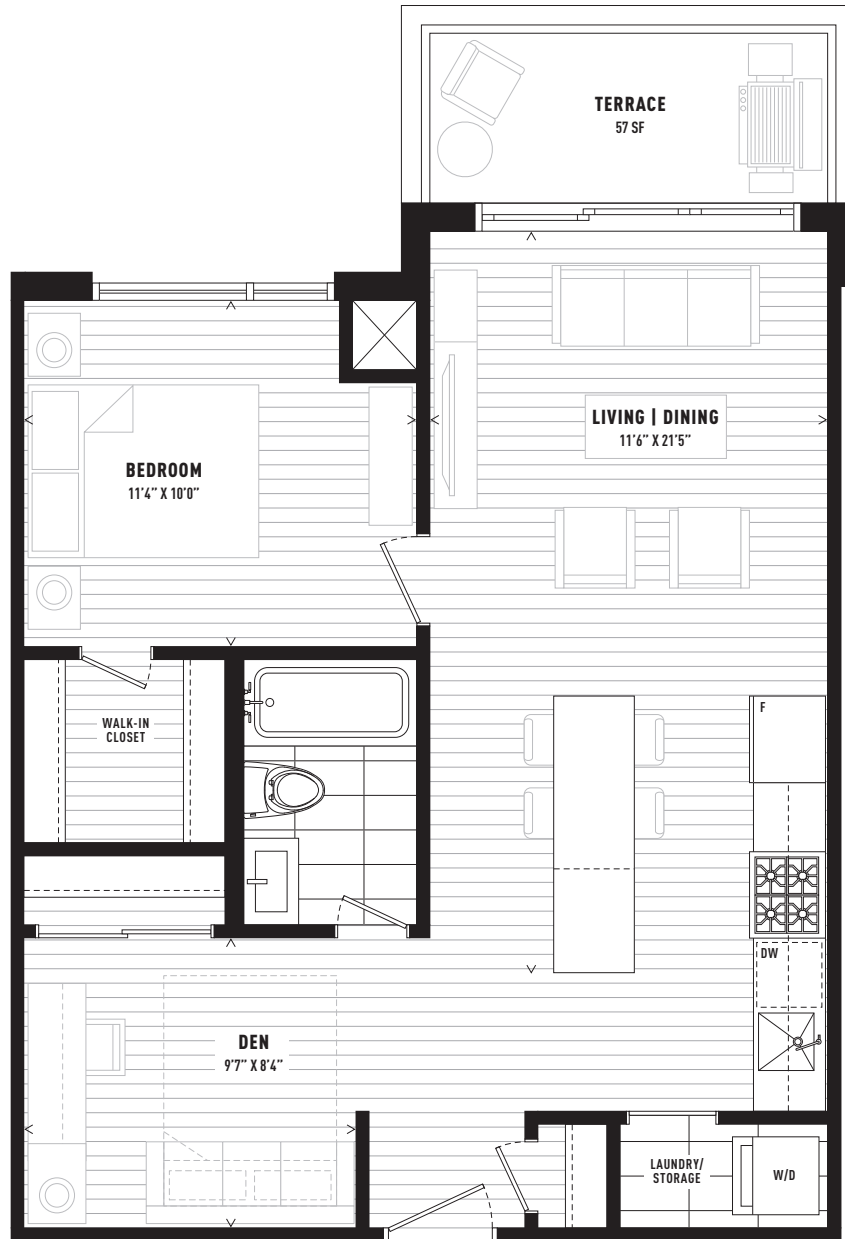 TERRACE
57 SF
LIVING | DINING
11’6” X 21’5”
BEDROOM
11’4” X 10’0”
WALK-IN
CLOSET
F
DW
DEN
9’7” X 8’4”
LAUNDRY/
STORAGE
W/D